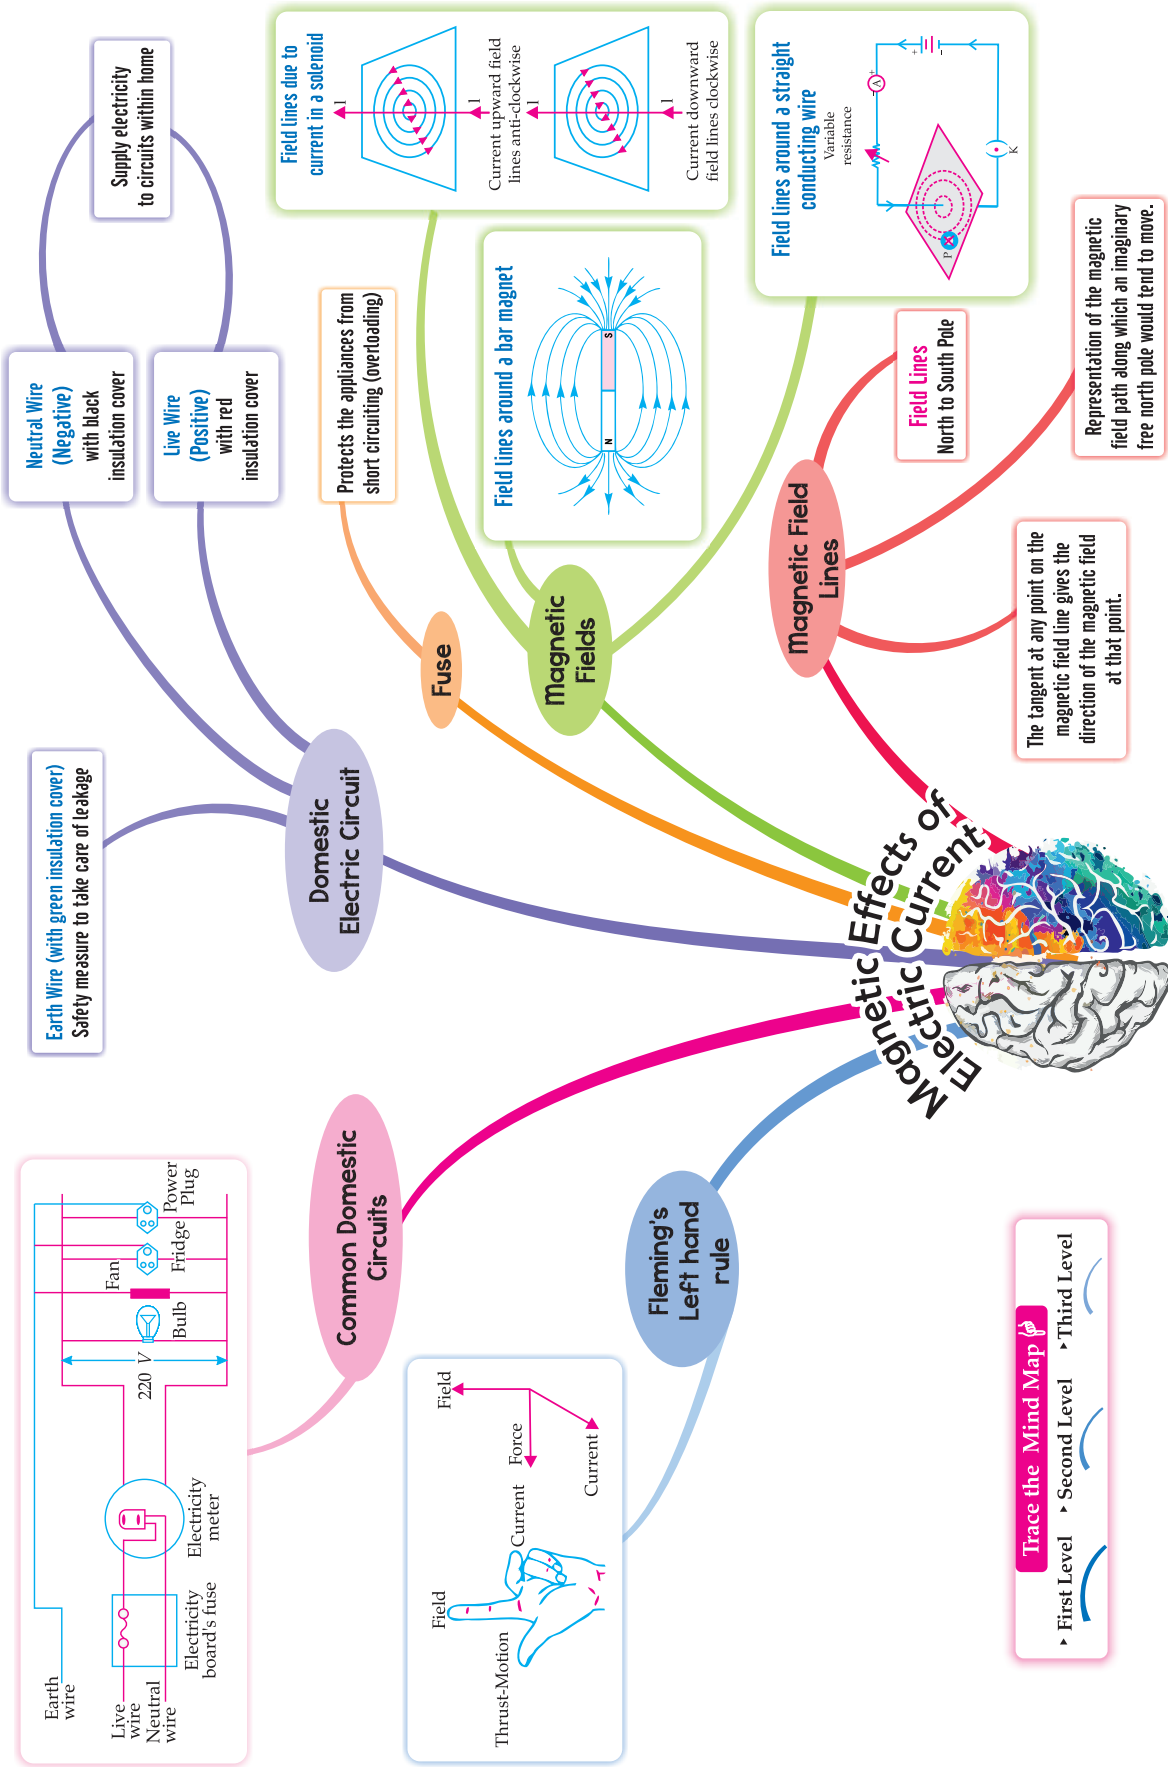 Magnetic Effects of
Electric Current
Common Domestic
Circuits
Earth
wire
Live
wire
Neutral
wire
Electricity
board's fuse
Electricity
meter
220 V
Bulb
Fan
Fridge
Power
Plug
Fleming's
Left hand
rule
Field
Current
Thrust-Motion
Field
Force
Current
Domestic
Electric Circuit
Earth Wire (with green insulation cover)
Safety measure to take care of leakage
Neutral Wire
(Negative)
with black
insulation cover
Live Wire
(Positive)
with red
insulation cover
Supply electricity
to circuits within home
Fuse
Protects the appliances from
short circuiting (overloading)
Magnetic
Fields
Field lines due to
current in a solenoid
I
I
Current upward field
lines anti-clockwise
I
I
Current downward
field lines clockwise
Field lines around a bar magnet
N
S
Field lines around a straight
conducting wire
Variable
resistance
A
+
−
+
−
K
P
Magnetic Field
Lines
Field Lines
North to South Pole
Representation of the magnetic
field path along which an imaginary
free north pole would tend to move.
The tangent at any point on the
magnetic field line gives the
direction of the magnetic field
at that point.
Trace the Mind Map
▸ First Level
▸ Second Level
▸ Third Level